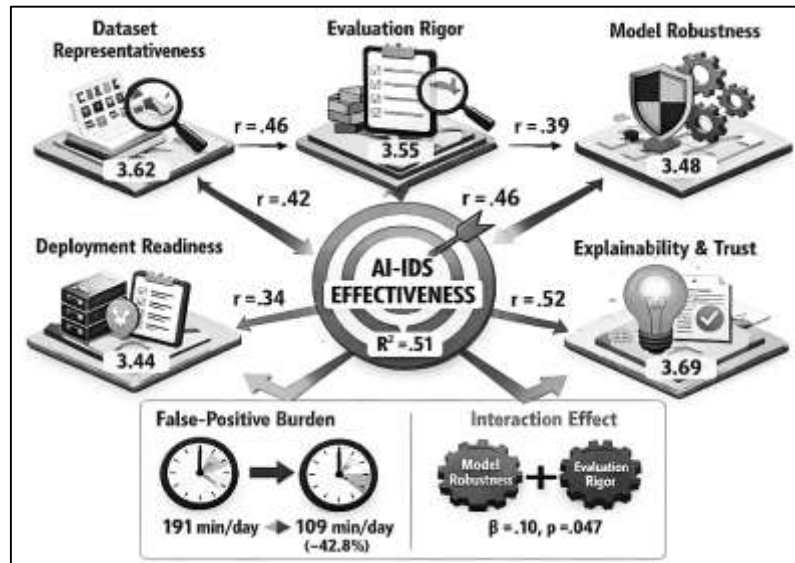 Dataset
Representativeness
Evaluation Rigor
Model Robustness
r = .46
r = .39
3.62
3.55
3.48
r = .42
r = .46
Deployment Readiness
AI-IDS
EFFECTIVENESS
Explainability & Trust
r = .34
r = .52
R² = .51
3.44
3.69
False-Positive Burden
Interaction Effect
Model
Robustness
Evaluation
Rigor
191 min/day
109 min/day
(−42.8%)
β = .10, p = .047